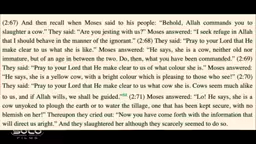 (2:67) And then recall when Moses said to his people: "Behold, Allah commands you to
slaughter a cow." They said: "Are you jesting with us?" Moses answered: "I seek refuge in Allah
that I should behave in the manner of the ignorant." (2:68) They said: "Pray to your Lord that He
make clear to us what she is like." Moses answered: "He says, she is a cow, neither old nor
immature, but of an age in between the two. Do, then, what you have been commanded." (2:69)
They said: "Pray to your Lord that He make clear to us of what colour she is." Moses answered:
"He says, she is a yellow cow, with a bright colour which is pleasing to those who see!" (2:70)
They said: "Pray to your Lord that He make clear to us what cow she is. Cows seem much alike
to us, and if Allah wills, we shall be guided." (2:71) Moses answered: "Lo! He says, she is a
cow unyoked to plough the earth or to water the tillage, one that has been kept secure, with no
blemish on her!" Thereupon they cried out: "Now you have come forth with the information that
will direct us aright." And they slaughtered her although they scarcely seemed to do so.